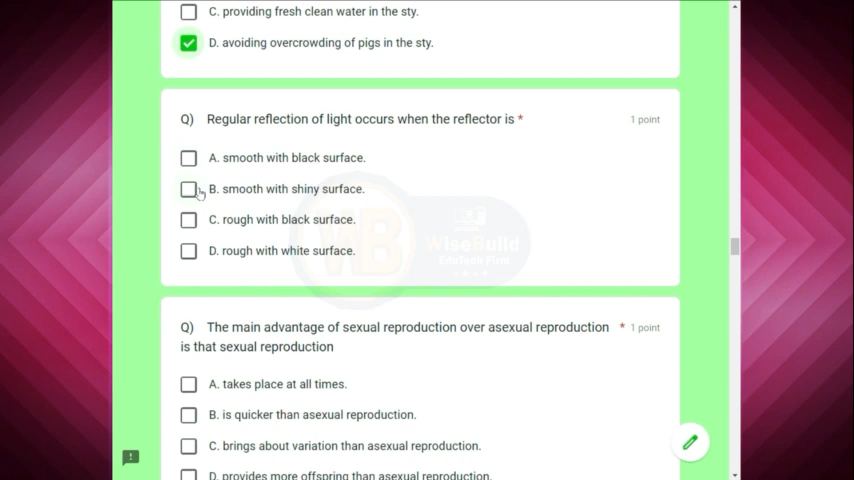 C. providing fresh clean water in the sty.
D. avoiding overcrowding of pigs in the sty.
Q) Regular reflection of light occurs when the reflector is * 1 point
A. smooth with black surface.
B. smooth with shiny surface.
C. rough with black surface.
D. rough with white surface.
WB WiseBuild
EduTech Firm
Q) The main advantage of sexual reproduction over asexual reproduction * 1 point
is that sexual reproduction
A. takes place at all times.
B. is quicker than asexual reproduction.
C. brings about variation than asexual reproduction.
D. provides more offspring than asexual reproduction.